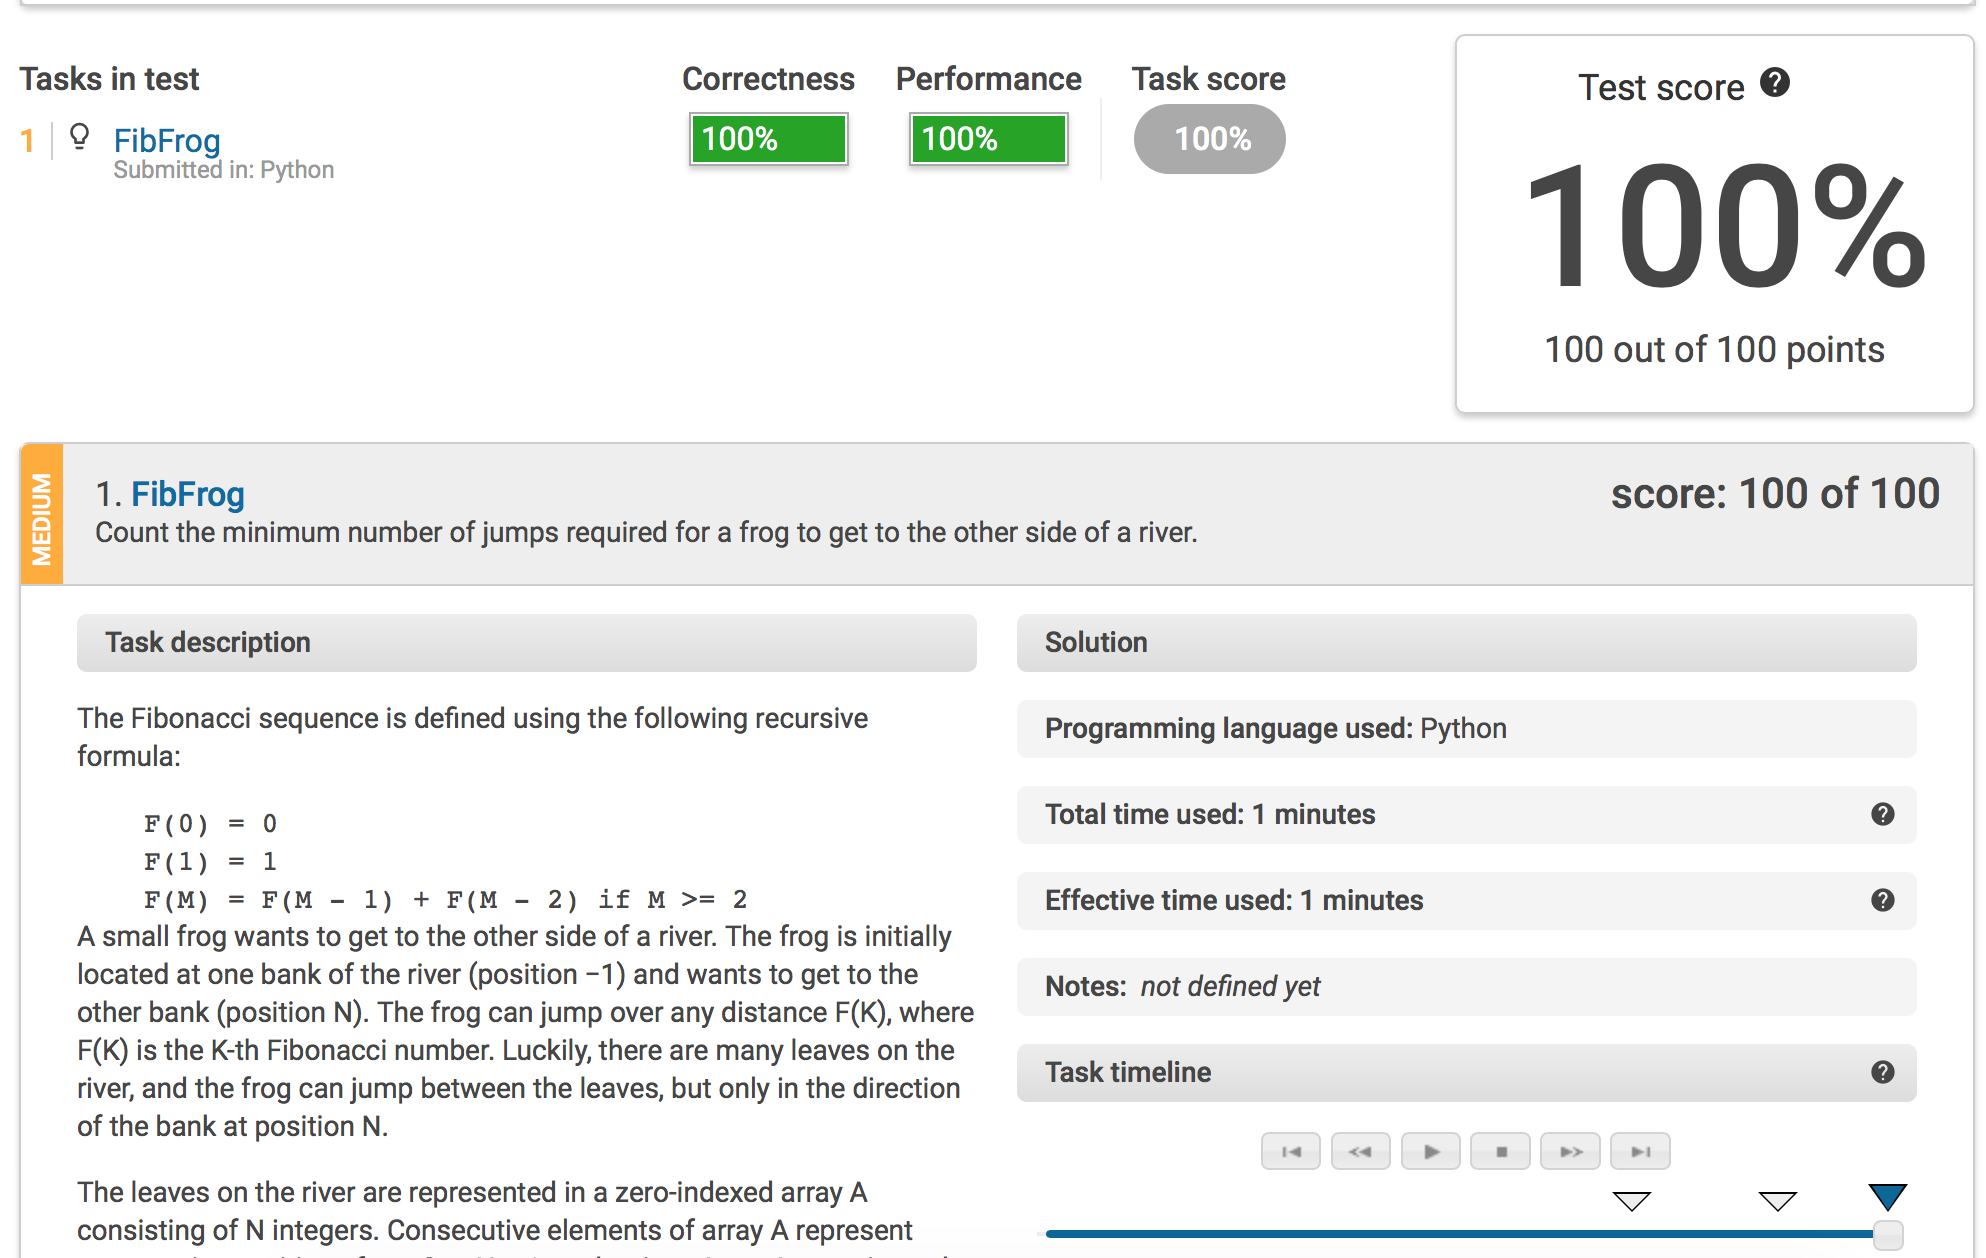 Tasks in test
Correctness
Performance
Task score
1
FibFrog
Submitted in: Python
100%
100%
100%
Test score ?
100%
100 out of 100 points
MEDIUM
1. FibFrog
Count the minimum number of jumps required for a frog to get to the other side of a river.
score: 100 of 100
Task description
The Fibonacci sequence is defined using the following recursive
formula:
F(0) = 0
F(1) = 1
F(M) = F(M - 1) + F(M - 2) if M >= 2
A small frog wants to get to the other side of a river. The frog is initially
located at one bank of the river (position −1) and wants to get to the
other bank (position N). The frog can jump over any distance F(K), where
F(K) is the K-th Fibonacci number. Luckily, there are many leaves on the
river, and the frog can jump between the leaves, but only in the direction
of the bank at position N.
The leaves on the river are represented in a zero-indexed array A
consisting of N integers. Consecutive elements of array A represent
Solution
Programming language used: Python
Total time used: 1 minutes ?
Effective time used: 1 minutes ?
Notes: not defined yet
Task timeline ?